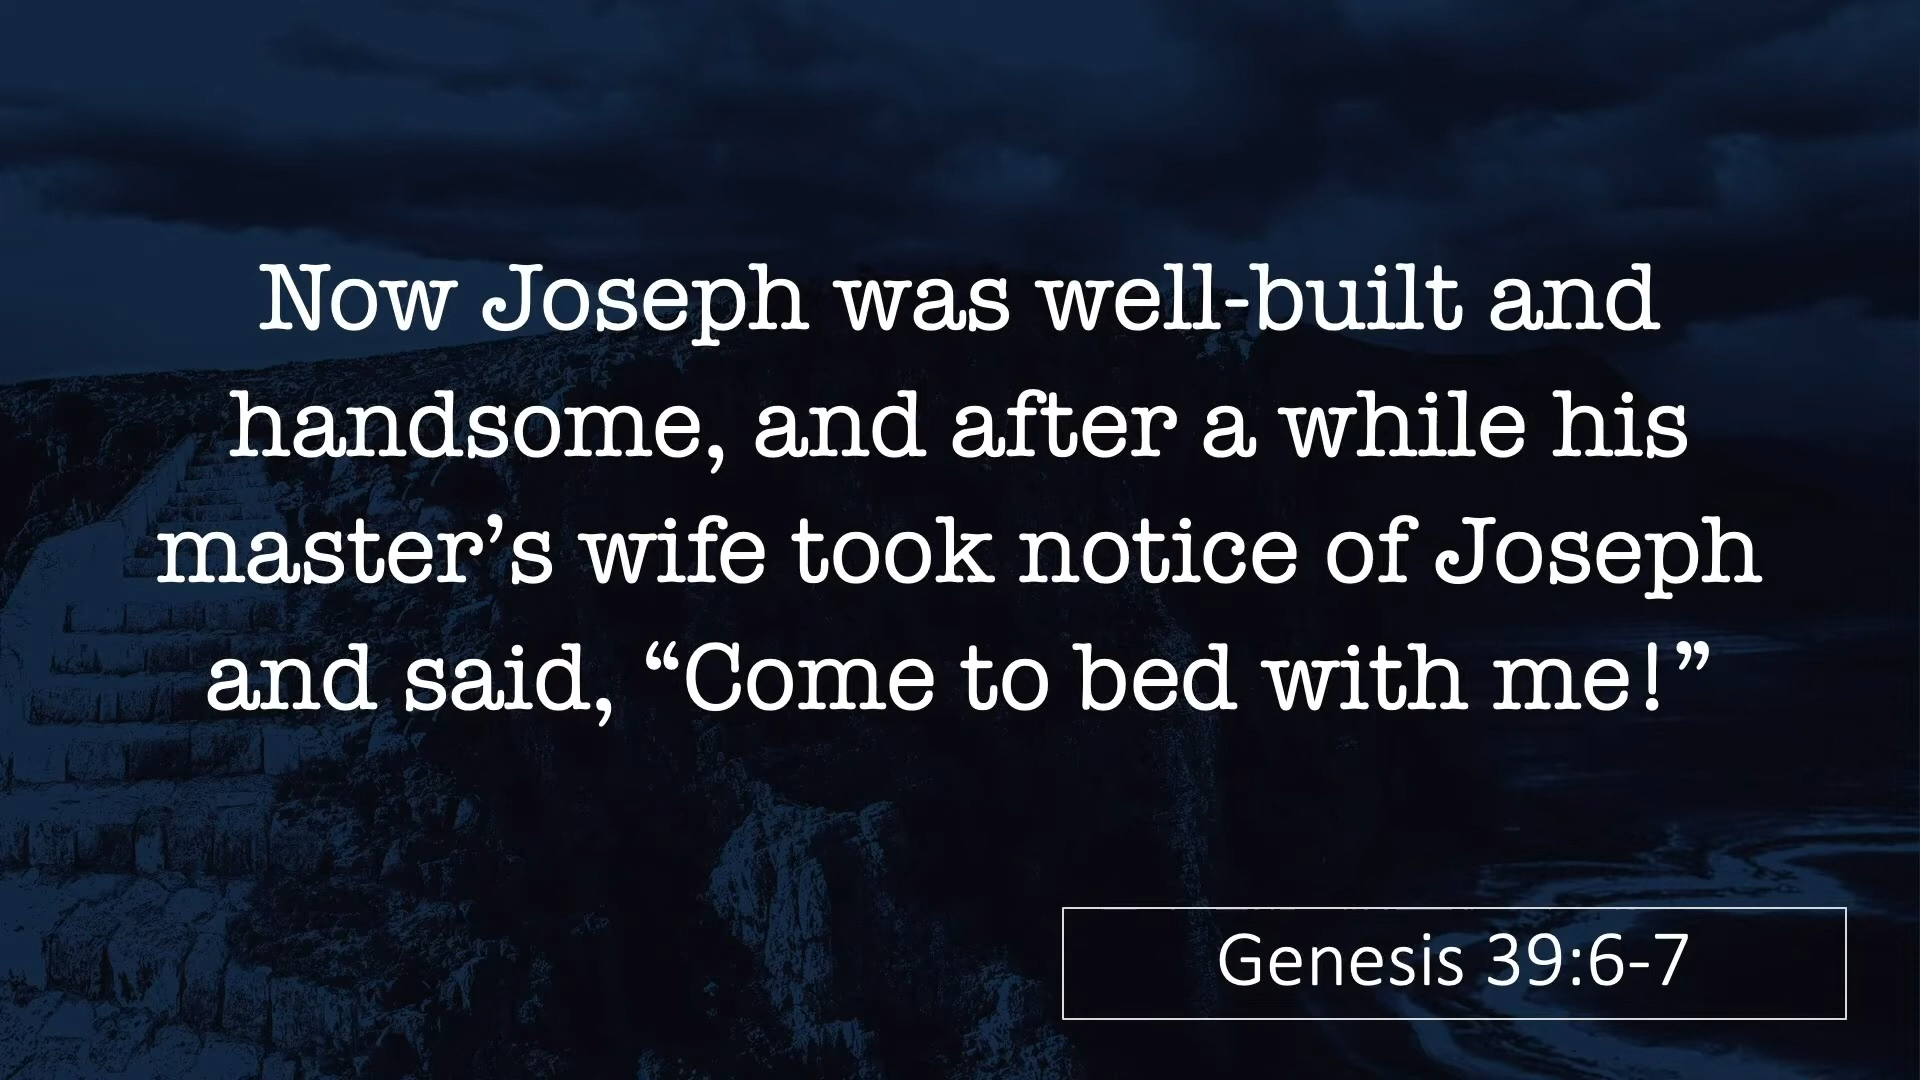 Now Joseph was well-built and
handsome, and after a while his
master’s wife took notice of Joseph
and said, “Come to bed with me!”
Genesis 39:6-7